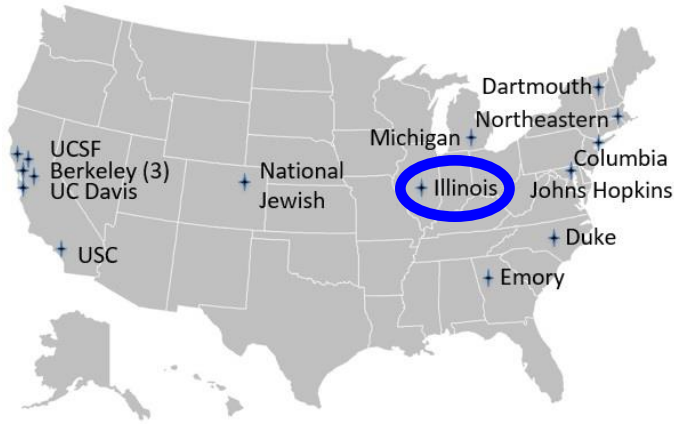 Dartmouth
Northeastern
Michigan
UCSF
Berkeley (3)
UC Davis
National
Jewish
Illinois
Columbia
Johns Hopkins
Duke
USC
Emory